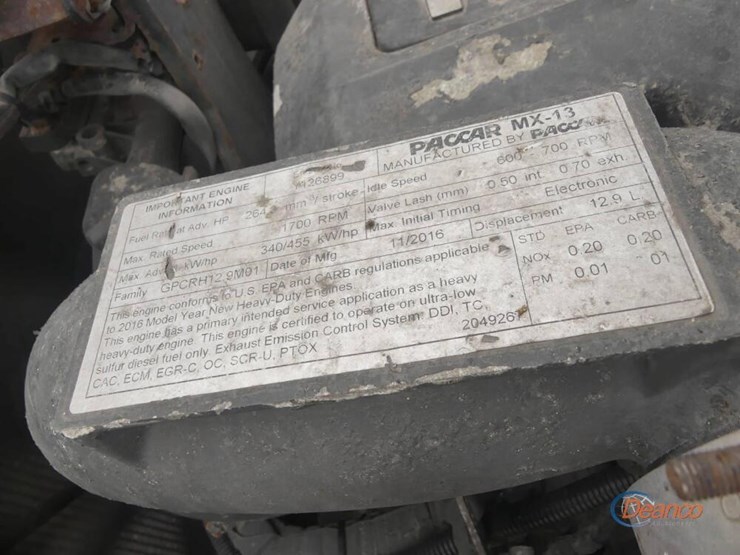 PACCAR MX-13
MANUFACTURED BY
IMPORTANT ENGINE INFORMATION
Fuel Rate at Adv. HP mm³/stroke
Idle Speed 600 - 700 RPM
Max. Rated Speed 1700 RPM
Valve Lash (mm) 0.50 int. 0.70 exh.
Max. Adv. kW/hp 340/455 kW/hp
Max Initial Timing Electronic
Family GPCRH12.9M01 Date of Mfg 11/2016
Displacement 12.9 L
This engine conforms to U.S. EPA and CARB regulations applicable
to 2016 Model Year New Heavy-Duty Engines.
This engine has a primary intended service application as a heavy
heavy-duty engine. This engine is certified to operate on ultra-low
sulfur diesel fuel only. Exhaust Emission Control System: DDI, TC,
CAC, ECM, EGR-C, OC, SCR-U, PTOX
STD EPA CARB
NOx 0.20 0.20
PM 0.01 .01
Deanco